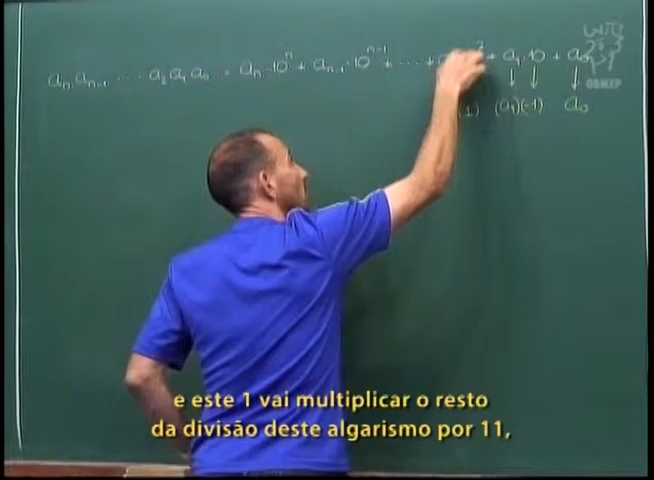 aₙaₙ₋₁ ... a₂a₁a₀ = aₙ·10ⁿ + aₙ₋₁·10ⁿ⁻¹ + ... + + a₁·10 + a₀
(1) (a₁)(-1) a₀
OBMEP
e este 1 vai multiplicar o resto
da divisão deste algarismo por 11,